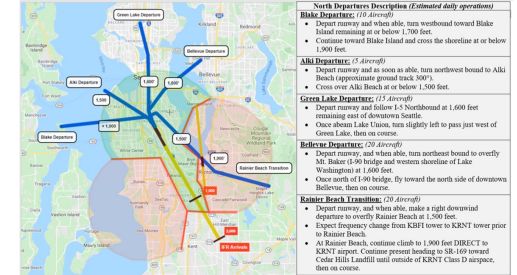 North Departures Description (Estimated daily operations)
Blake Departure: (10 Aircraft)
• Depart runway and when able, turn westbound toward Blake
Island remaining at or below 1,700 feet.
• Continue toward Blake Island and cross the shoreline at or below
1,900 feet.
Alki Departure: (5 Aircraft)
• Depart runway and as soon as able, turn northwest bound to Alki
Beach (approximate ground track 300°).
• Cross over Alki Beach at or below 1,500 feet.
Green Lake Departure: (15 Aircraft)
• Depart runway and follow I-5 Northbound at 1,600 feet
remaining east of downtown Seattle.
• Once abeam Lake Union, turn slightly left to pass just west of
Green Lake, then on course.
Bellevue Departure: (20 Aircraft)
• Depart runway and, when able, turn northeast bound to overfly
Mt. Baker (I-90 bridge and western shoreline of Lake
Washington) at 1,600 feet.
• Once north of I-90 bridge, fly toward the north side of downtown
Bellevue, then on course.
Rainier Beach Transition: (20 Aircraft)
• Depart runway, and when able, make a right downwind
departure to overfly Rainier Beach at 1,500 feet.
• Expect frequency change from KBFI tower to KRNT tower prior
to Rainier Beach.
• At Rainier Beach, continue climb to 1,900 feet DIRECT to
KRNT airport. Continue present heading to SR-169 toward
Cedar Hills Landfill until outside of KRNT Class D airspace,
then on course.
Green Lake Departure
Bellevue Departure
Alki Departure
Blake Departure
Rainier Beach Transition
IFR Arrivals
1,600'
1,600'
1,500
1,500'
1,900'
Kent
Vashon Island